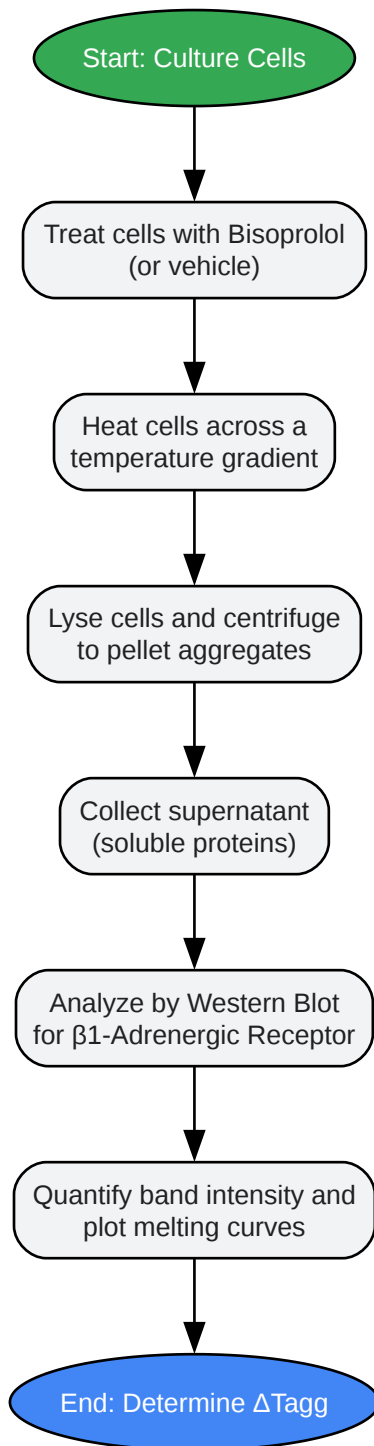 Start: Culture Cells
Treat cells with Bisoprolol
(or vehicle)
Heat cells across a
temperature gradient
Lyse cells and centrifuge
to pellet aggregates
Collect supernatant
(soluble proteins)
Analyze by Western Blot
for β1-Adrenergic Receptor
Quantify band intensity and
plot melting curves
End: Determine ΔTagg